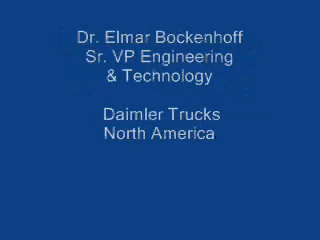 Dr. Elmar Bockenhoff
Sr. VP Engineering
& Technology
Daimler Trucks
North America